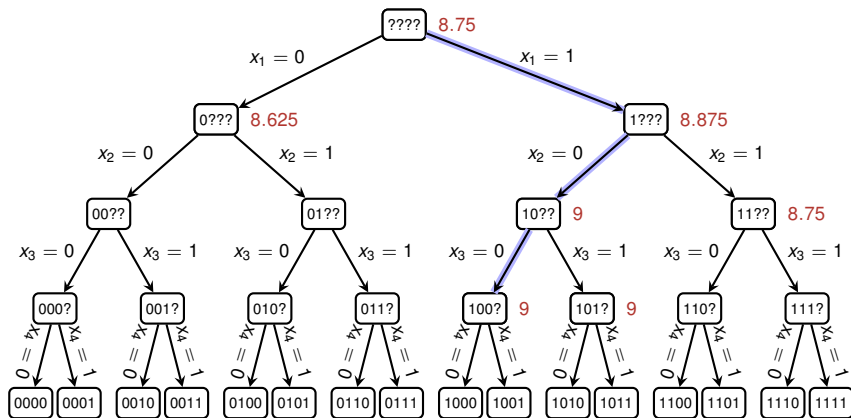 ???? 8.75
x₁ = 0 x₁ = 1
0??? 8.625 1??? 8.875
x₂ = 0 x₂ = 1 x₂ = 0 x₂ = 1
00?? 01?? 10?? 9 11?? 8.75
x₃ = 0 x₃ = 1 x₃ = 0 x₃ = 1 x₃ = 0 x₃ = 1 x₃ = 0 x₃ = 1
000? 001? 010? 011? 100? 9 101? 9 110? 111?
x₄ = 0 x₄ = 1 x₄ = 0 x₄ = 1 x₄ = 0 x₄ = 1 x₄ = 0 x₄ = 1 x₄ = 0 x₄ = 1 x₄ = 0 x₄ = 1 x₄ = 0 x₄ = 1 x₄ = 0 x₄ = 1
0000 0001 0010 0011 0100 0101 0110 0111 1000 1001 1010 1011 1100 1101 1110 1111